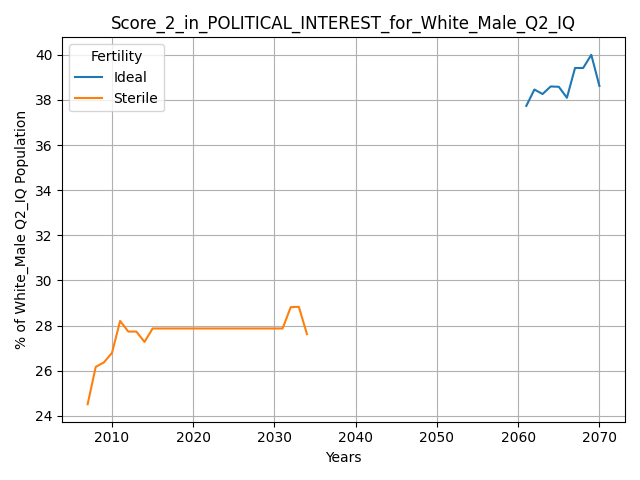 Score_2_in_POLITICAL_INTEREST_for_White_Male_Q2_IQ
Fertility
Ideal
Sterile
% of White_Male Q2_IQ Population
40
38
36
34
32
30
28
26
24
2010
2020
2030
2040
2050
2060
2070
Years